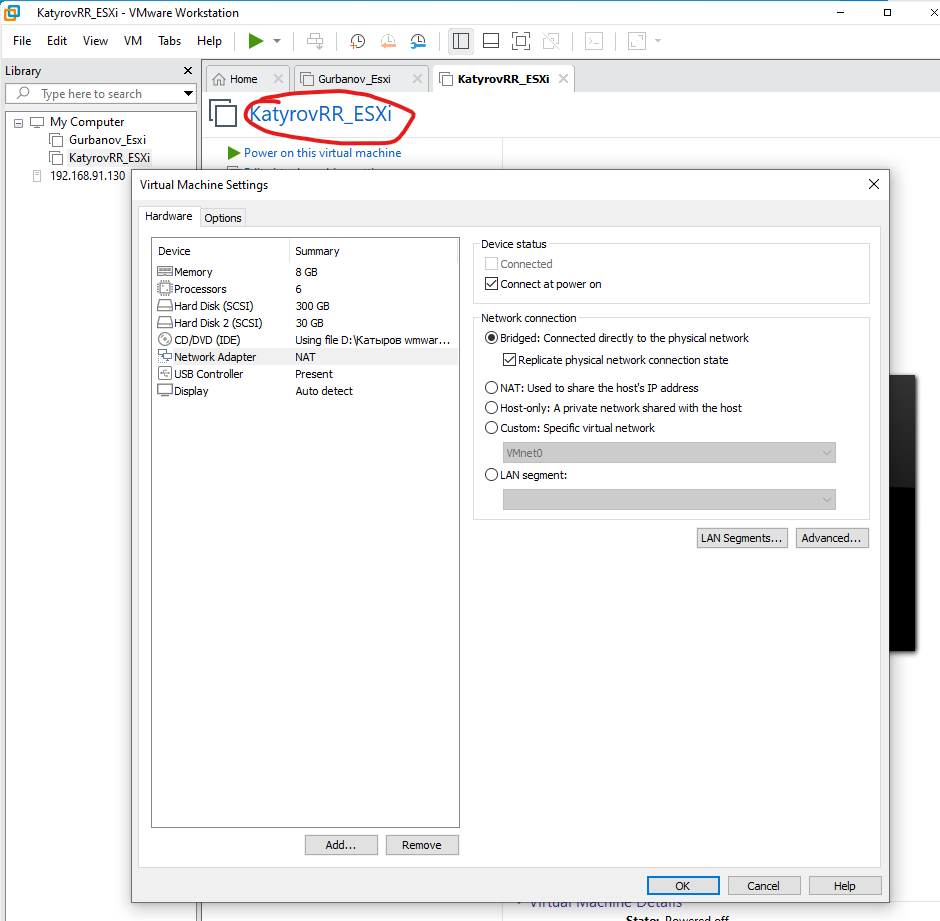 KatyrovRR_ESXi - VMware Workstation
File Edit View VM Tabs Help
Library
Home Gurbanov_Esxi KatyrovRR_ESXi
Type here to search
My Computer
Gurbanov_Esxi
KatyrovRR_ESXi
192.168.91.130
KatyrovRR_ESXi
Power on this virtual machine
Virtual Machine Settings
Hardware Options
Device Summary
Memory 8 GB
Processors 6
Hard Disk (SCSI) 300 GB
Hard Disk 2 (SCSI) 30 GB
CD/DVD (IDE) Using file D:\Катыров wmwar...
Network Adapter NAT
USB Controller Present
Display Auto detect
Device status
Connected
Connect at power on
Network connection
Bridged: Connected directly to the physical network
Replicate physical network connection state
NAT: Used to share the host's IP address
Host-only: A private network shared with the host
Custom: Specific virtual network
VMnet0
LAN segment:
LAN Segments... Advanced...
Add... Remove
OK Cancel Help
Virtual Machine Details
State: Powered off